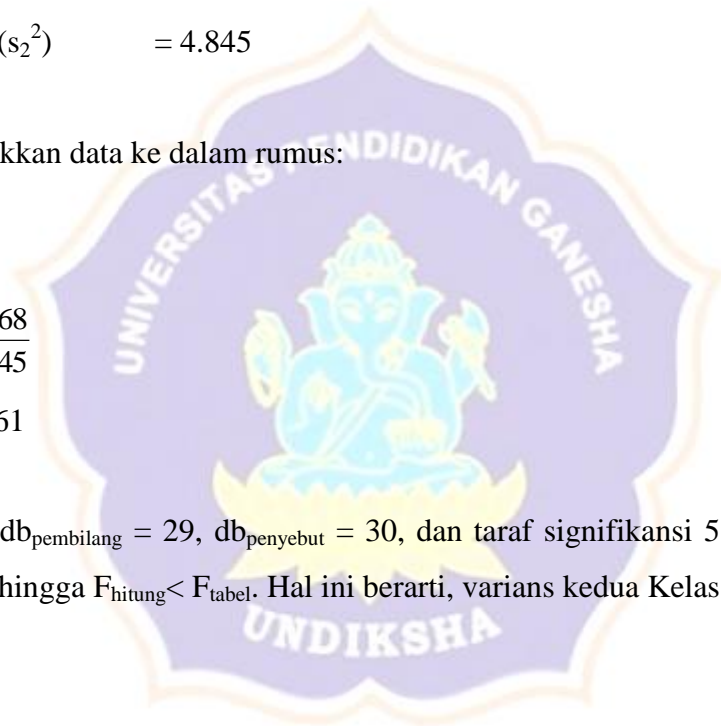 (s₂²) = 4.845
kkan data ke dalam rumus:
68
45
61
db_pembilang = 29, db_penyebut = 30, dan taraf signifikansi 5
hingga F_hitung< F_tabel. Hal ini berarti, varians kedua Kelas
UNIVERSITAS PENDIDIKAN GANESHA
UNDIKSHA